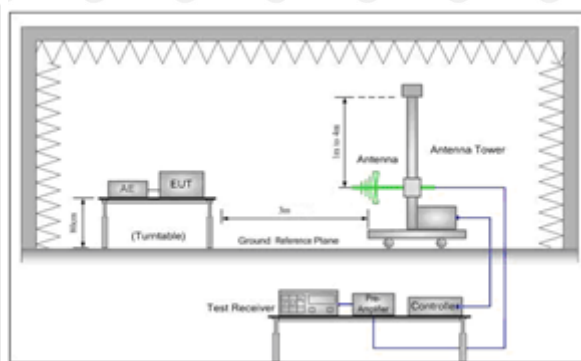 1m to 4m
Antenna
Antenna Tower
AE
EUT
80cm
(Turntable)
3m
Ground Reference Plane
Test Receiver
Pre-
Amplifier
Controller